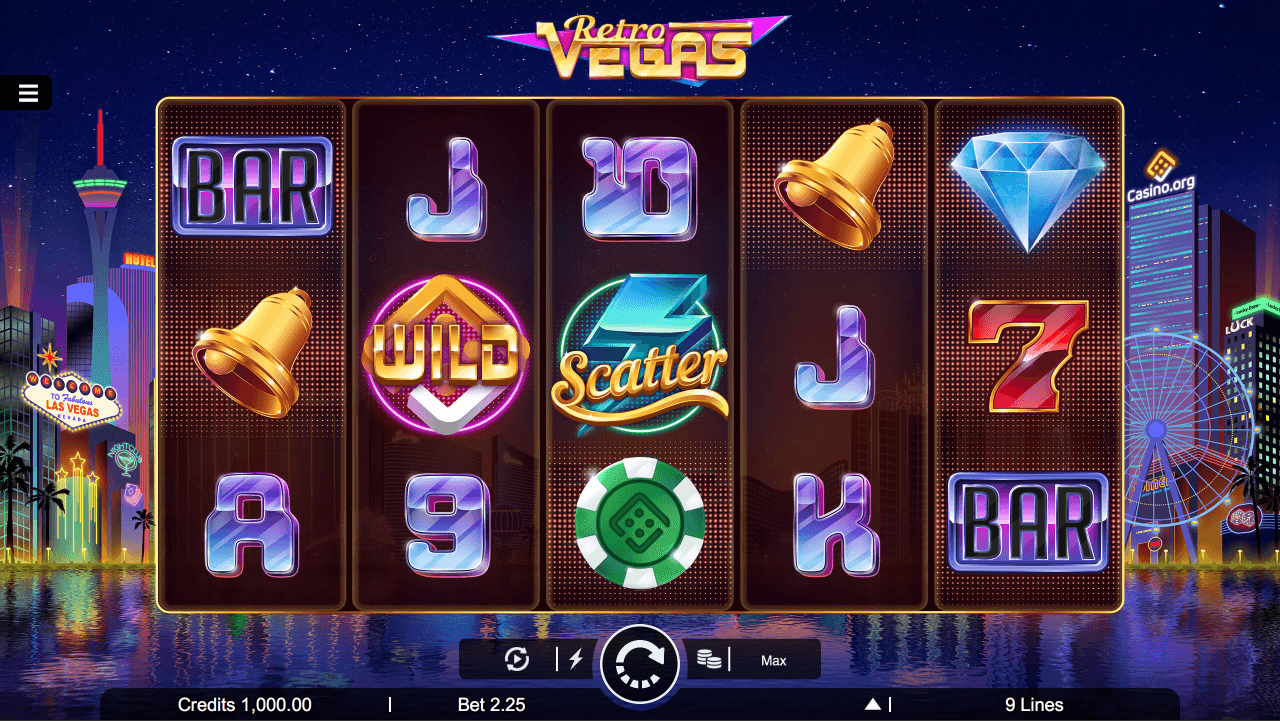 Retro
VEGAS
BAR
J
10
Casino.org
HOTEL
WILD
Scatter
J
7
LUCK
WELCOME
TO Fabulous
LAS VEGAS
NEVADA
A
9
K
BAR
Max
Credits 1,000.00
Bet 2.25
9 Lines